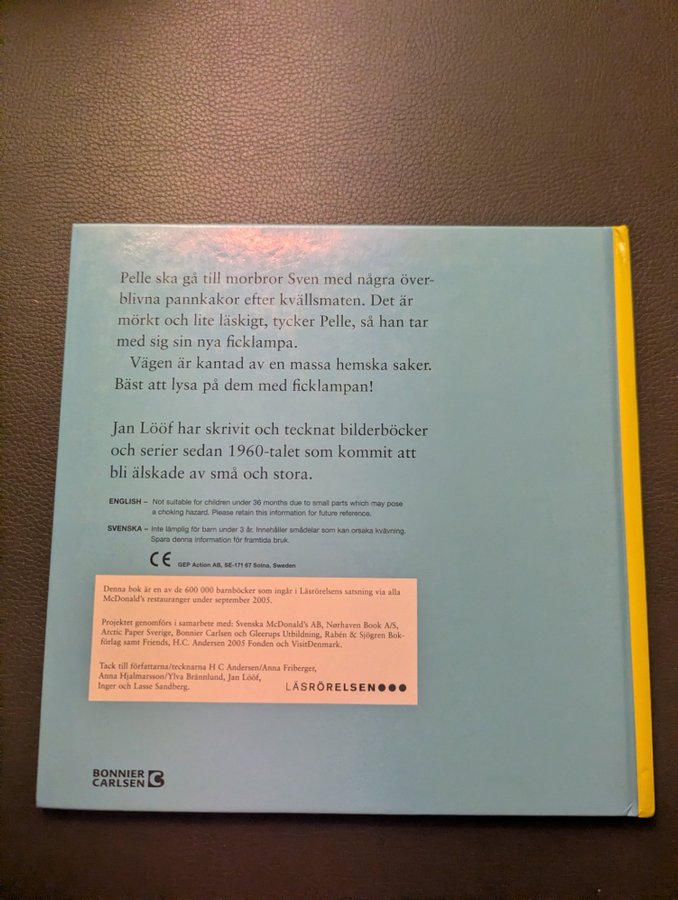 Pelle ska gå till morbror Sven med några över-
blivna pannkakor efter kvällsmaten. Det är
mörkt och lite läskigt, tycker Pelle, så han tar
med sig sin nya ficklampa.
Vägen är kantad av en massa hemska saker.
Bäst att lysa på dem med ficklampan!
Jan Lööf har skrivit och tecknat bilderböcker
och serier sedan 1960-talet som kommit att
bli älskade av små och stora.
ENGLISH – Not suitable for children under 36 months due to small parts which may pose
a choking hazard. Please retain this information for future reference.
SVENSKA – Inte lämplig för barn under 3 år. Innehåller smådelar som kan orsaka kvävning.
Spara denna information för framtida bruk.
CE GEP Action AB, SE-171 67 Solna, Sweden
Denna bok är en av de 600 000 barnböcker som ingår i Läsrörelsens satsning via alla
McDonald's restauranger under september 2005.
Projektet genomförs i samarbete med: Svenska McDonald's AB, Nørhaven Book A/S,
Arctic Paper Sverige, Bonnier Carlsen och Gleerups Utbildning, Rabén & Sjögren Bok-
förlag samt Friends, H.C. Andersen 2005 Fonden och VisitDenmark.
Tack till författarna/tecknarna H C Andersen/Anna Friberger,
Anna Hjalmarsson/Ylva Brännlund, Jan Lööf,
Inger och Lasse Sandberg.
LÄSRÖRELSEN●●●
BONNIER
CARLSEN